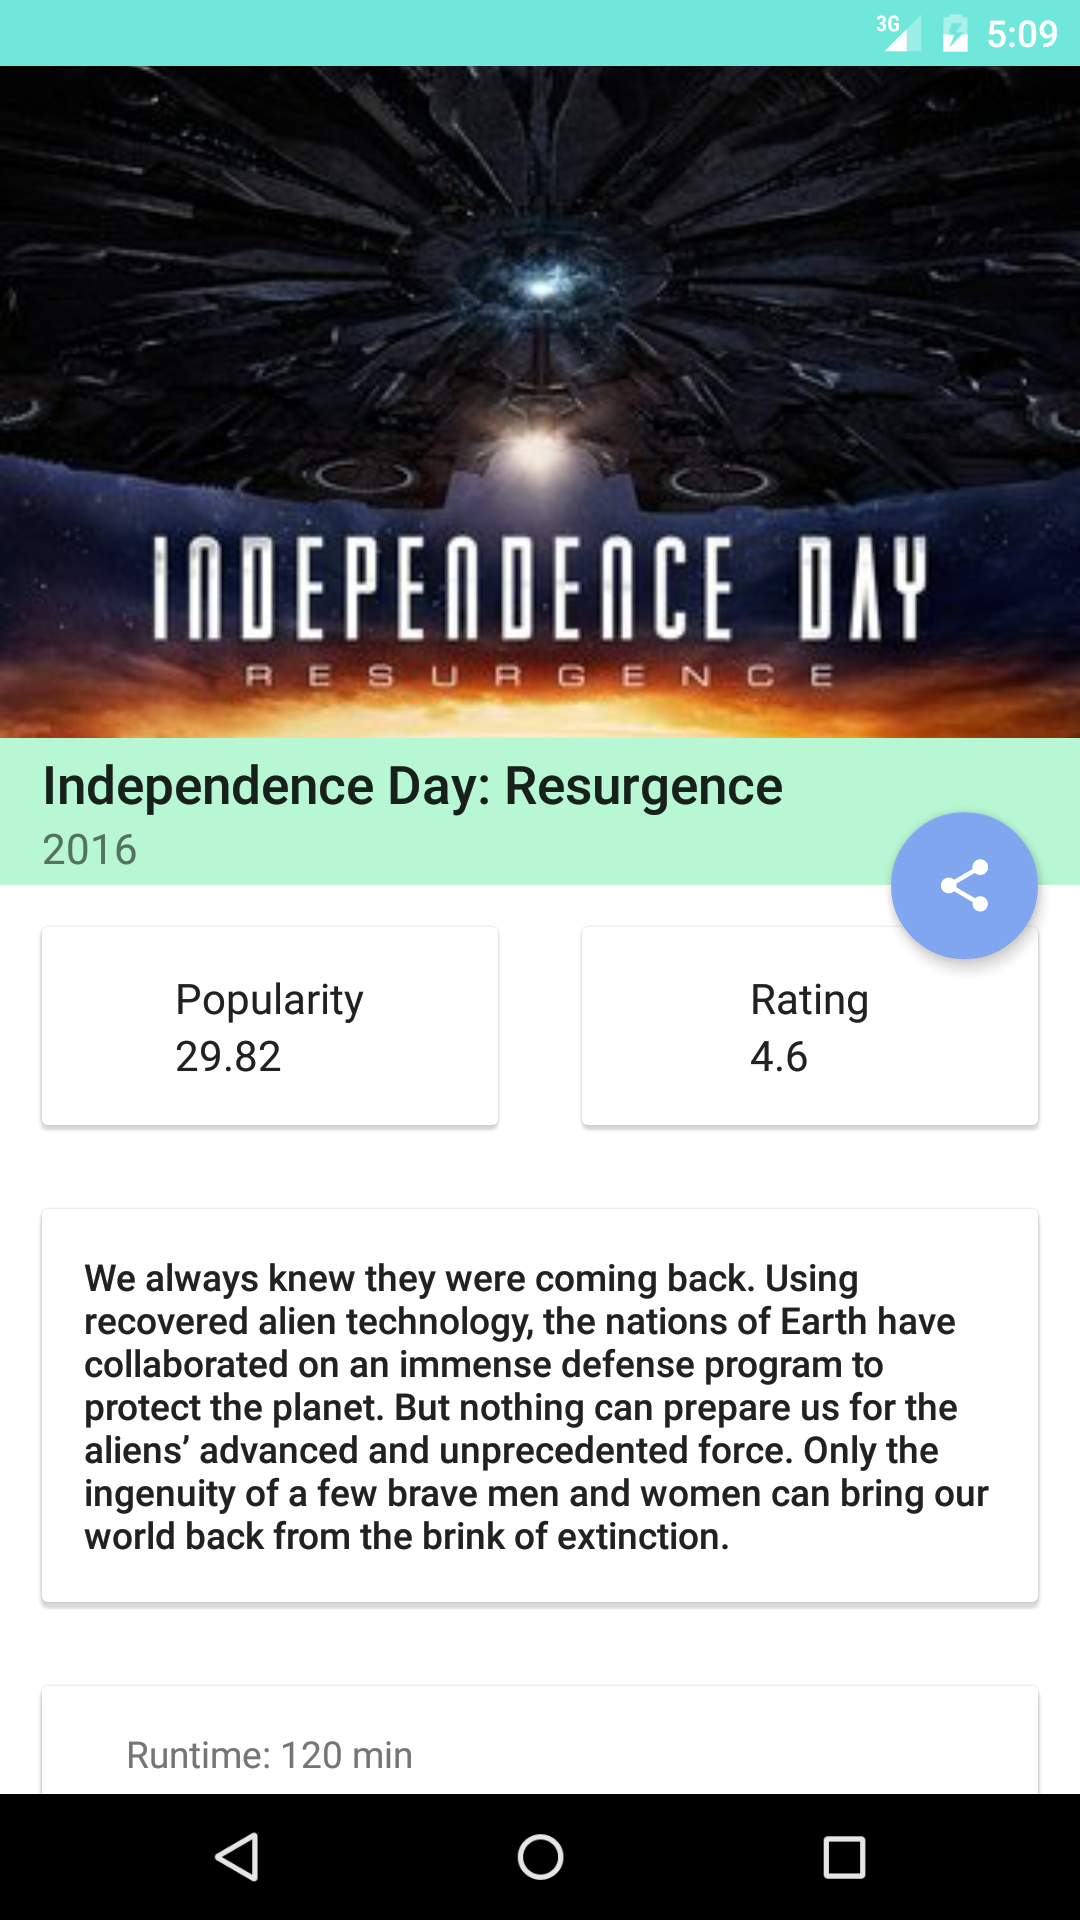 3G 5:09
INDEPENDENCE DAY
RESURGENCE
Independence Day: Resurgence
2016
Popularity
29.82
Rating
4.6
We always knew they were coming back. Using
recovered alien technology, the nations of Earth have
collaborated on an immense defense program to
protect the planet. But nothing can prepare us for the
aliens’ advanced and unprecedented force. Only the
ingenuity of a few brave men and women can bring our
world back from the brink of extinction.
Runtime: 120 min